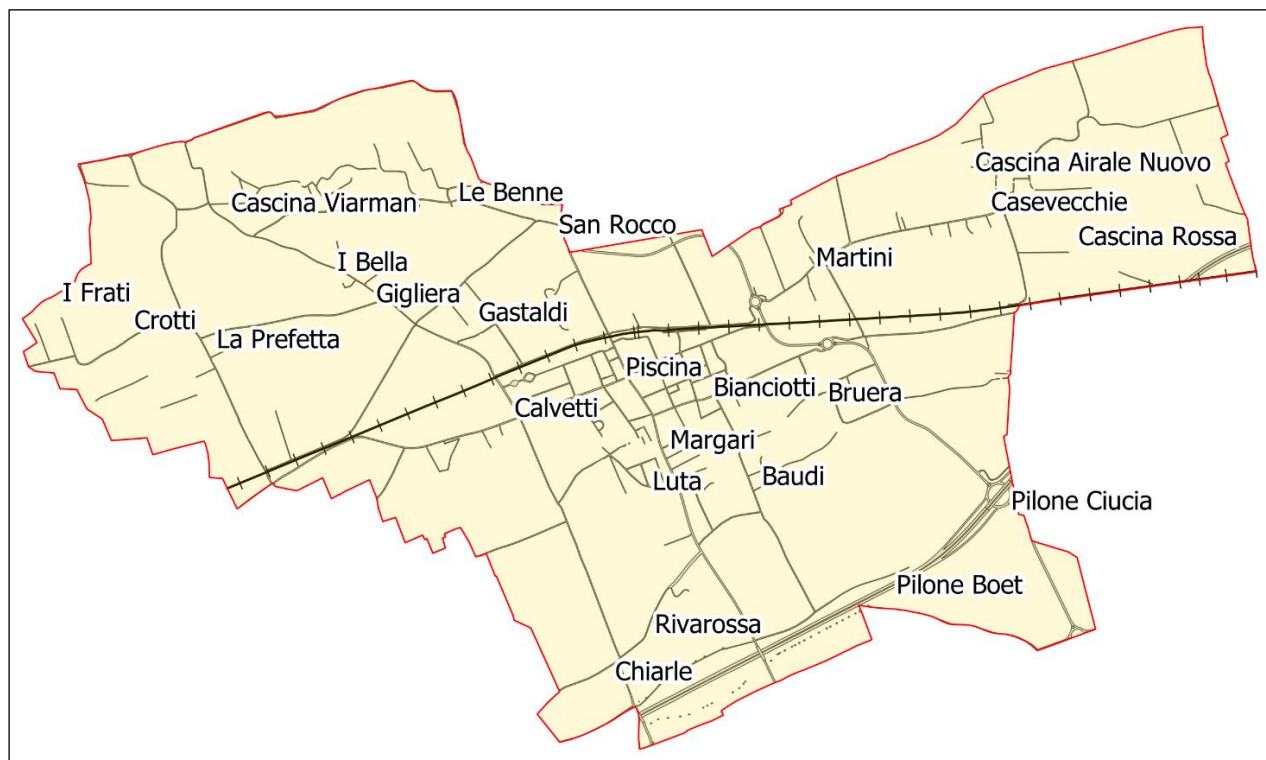 Cascina Airale Nuovo
Cascina Viarman
Le Benne
Casevecchie
San Rocco
Cascina Rossa
I Bella
Martini
I Frati
Gigliera
Crotti
Gastaldi
La Prefetta
Piscina
Bianciotti
Bruera
Calvetti
Margari
Luta
Baudi
Pilone Ciucia
Pilone Boet
Rivarossa
Chiarle